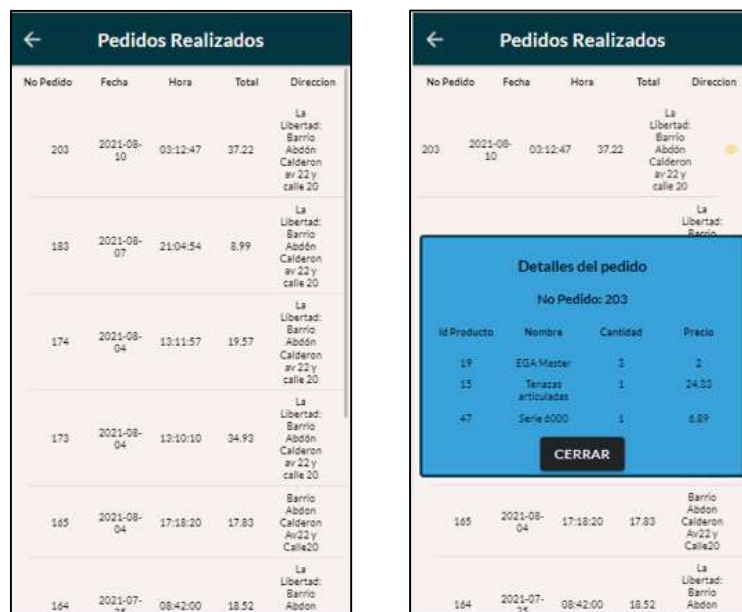 Pedidos Realizados
No Pedido Fecha Hora Total Direccion
La
Libertad:
Barrio
Abdón
Calderon
av 22 y
calle 20
203 2021-08-
10 03:12:47 37.22
La
Libertad:
Barrio
Abdón
Calderon
av 22 y
calle 20
183 2021-08-
07 21:04:54 8.99
La
Libertad:
Barrio
Abdón
Calderon
av 22 y
calle 20
174 2021-08-
04 13:11:57 19.57
La
Libertad:
Barrio
Abdón
Calderon
av 22 y
calle 20
173 2021-08-
04 13:10:10 34.93
Barrio
Abdon
Calderon
Av22 y
Calle20
165 2021-08-
04 17:18:20 17.83
La
Libertad:
Barrio
Abdon
164 2021-07-
25 08:42:00 18.52
Pedidos Realizados
No Pedido Fecha Hora Total Direccion
La
Libertad:
Barrio
Abdón
Calderon
av 22 y
calle 20
203 2021-08-
10 03:12:47 37.22
La
Libertad:
Barrio
Detalles del pedido
No Pedido: 203
Id Producto Nombre Cantidad Precio
19 EGA Master 3 2
15 Tenazas
articuladas 1 24.33
47 Serie 6000 1 6.89
CERRAR
165 2021-08-
04 17:18:20 17.83
Barrio
Abdon
Calderon
Av22 y
Calle20
164 2021-07-
25 08:42:00 18.52
La
Libertad:
Barrio
Abdon